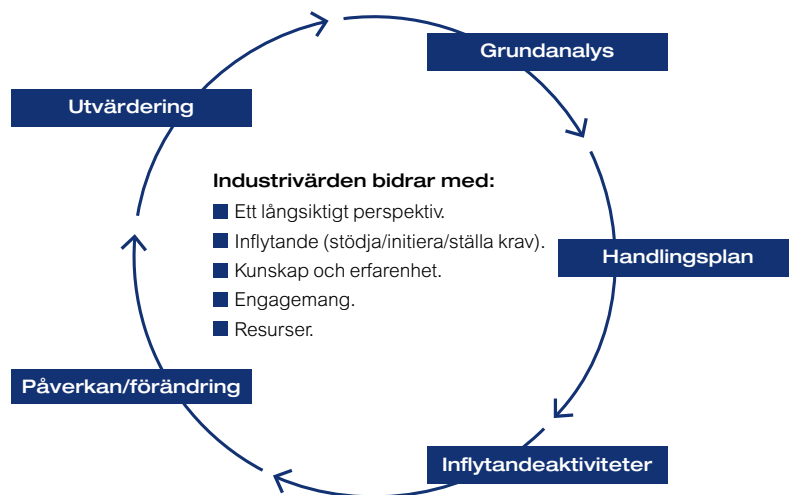 Grundanalys
Utvärdering
Industrivärden bidrar med:
Ett långsiktigt perspektiv.
Inflytande (stödja/initiera/ställa krav).
Kunskap och erfarenhet.
Engagemang.
Resurser.
Handlingsplan
Påverkan/förändring
Inflytandeaktiviteter